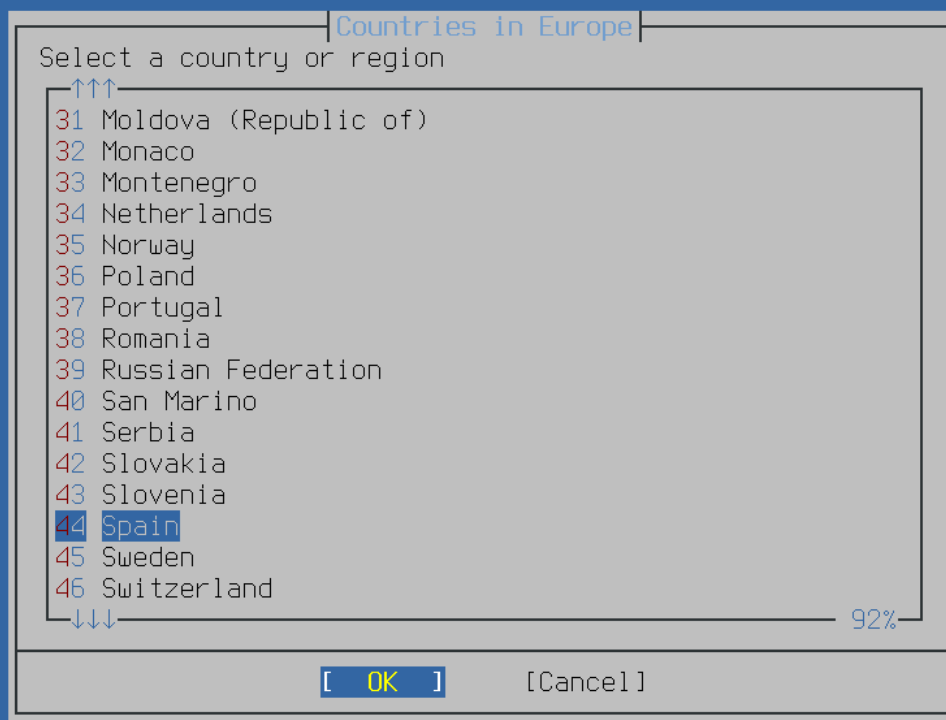 Countries in Europe
Select a country or region
↑↑↑
31 Moldova (Republic of)
32 Monaco
33 Montenegro
34 Netherlands
35 Norway
36 Poland
37 Portugal
38 Romania
39 Russian Federation
40 San Marino
41 Serbia
42 Slovakia
43 Slovenia
44 Spain
45 Sweden
46 Switzerland
↓↓↓ 92%
[ OK ] [Cancel]